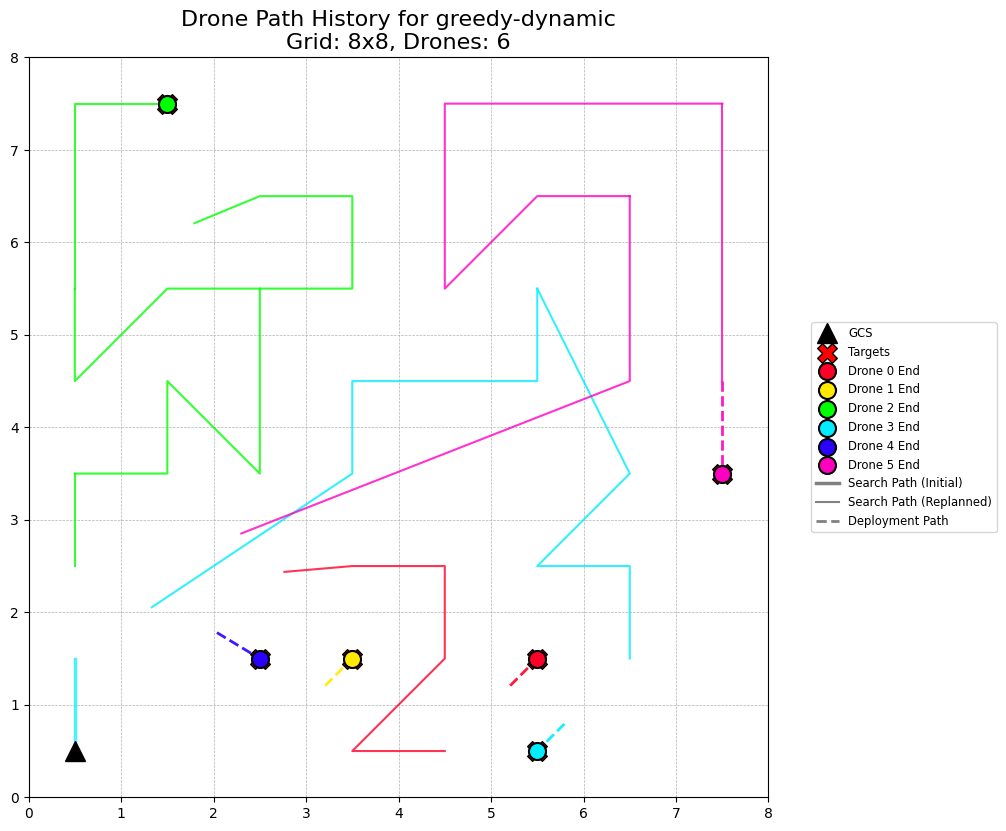 Drone Path History for greedy-dynamic
Grid: 8x8, Drones: 6
8
7
6
5
4
3
2
1
0
0 1 2 3 4 5 6 7 8
GCS
Targets
Drone 0 End
Drone 1 End
Drone 2 End
Drone 3 End
Drone 4 End
Drone 5 End
Search Path (Initial)
Search Path (Replanned)
Deployment Path